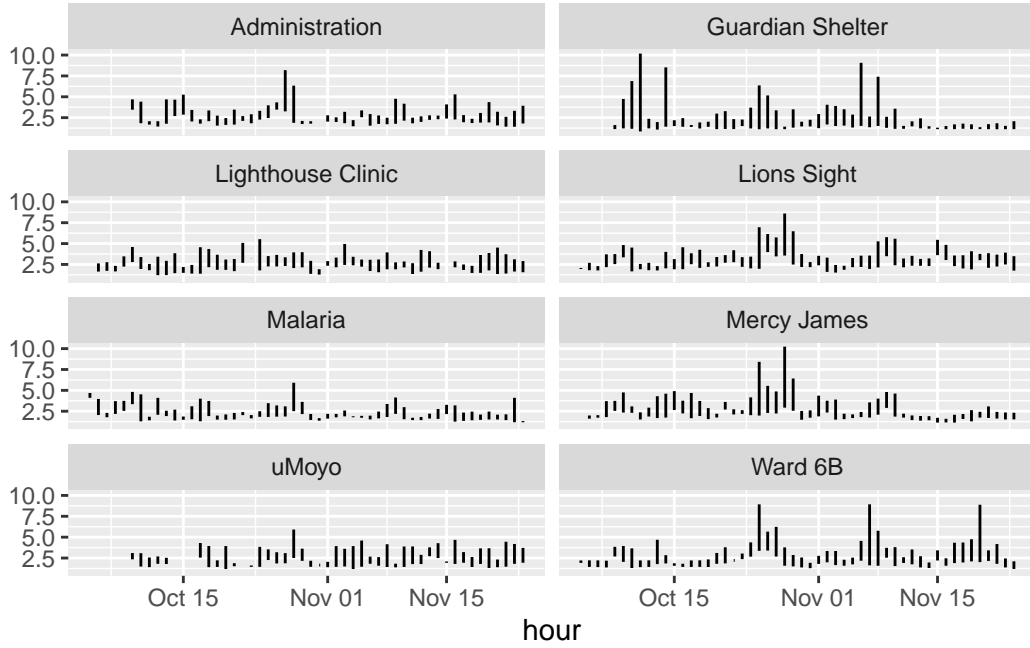 Administration
Guardian Shelter
10.0
7.5
5.0
2.5
Lighthouse Clinic
Lions Sight
10.0
7.5
5.0
2.5
Malaria
Mercy James
10.0
7.5
5.0
2.5
uMoyo
Ward 6B
10.0
7.5
5.0
2.5
Oct 15 Nov 01 Nov 15
Oct 15 Nov 01 Nov 15
hour